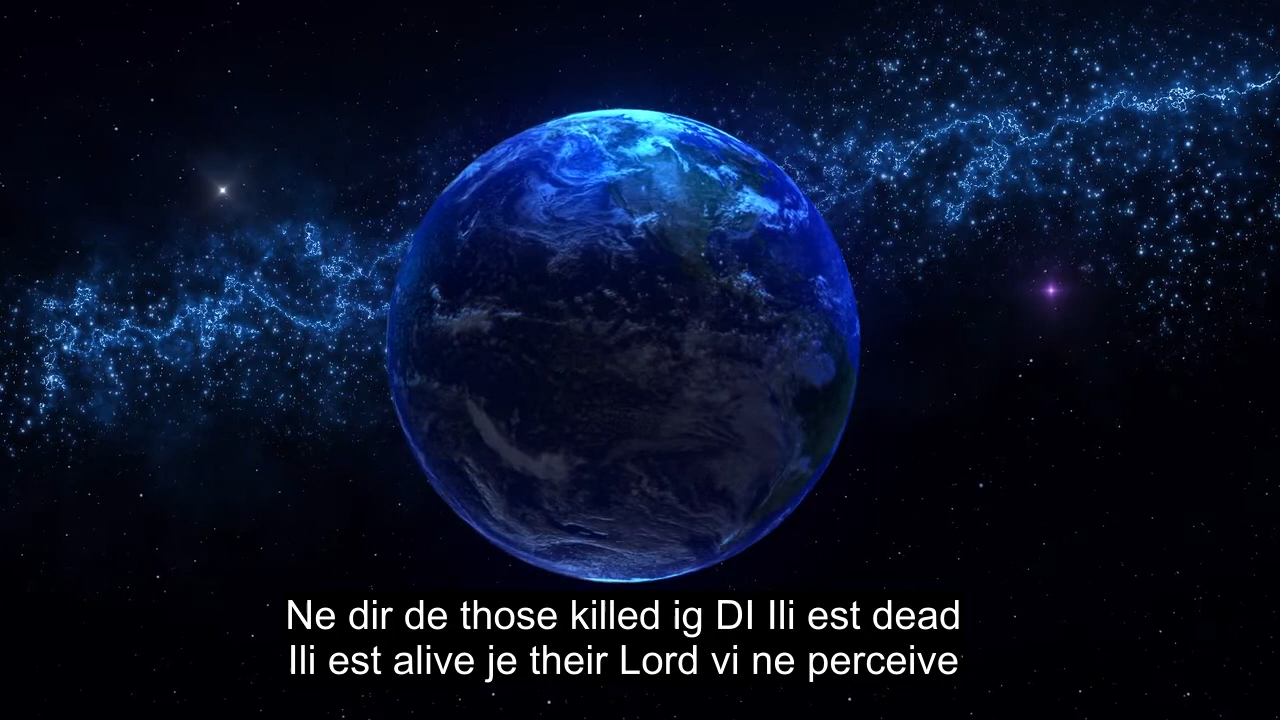 Ne dir de those killed ig DI Ili est dead
Ili est alive je their Lord vi ne perceive